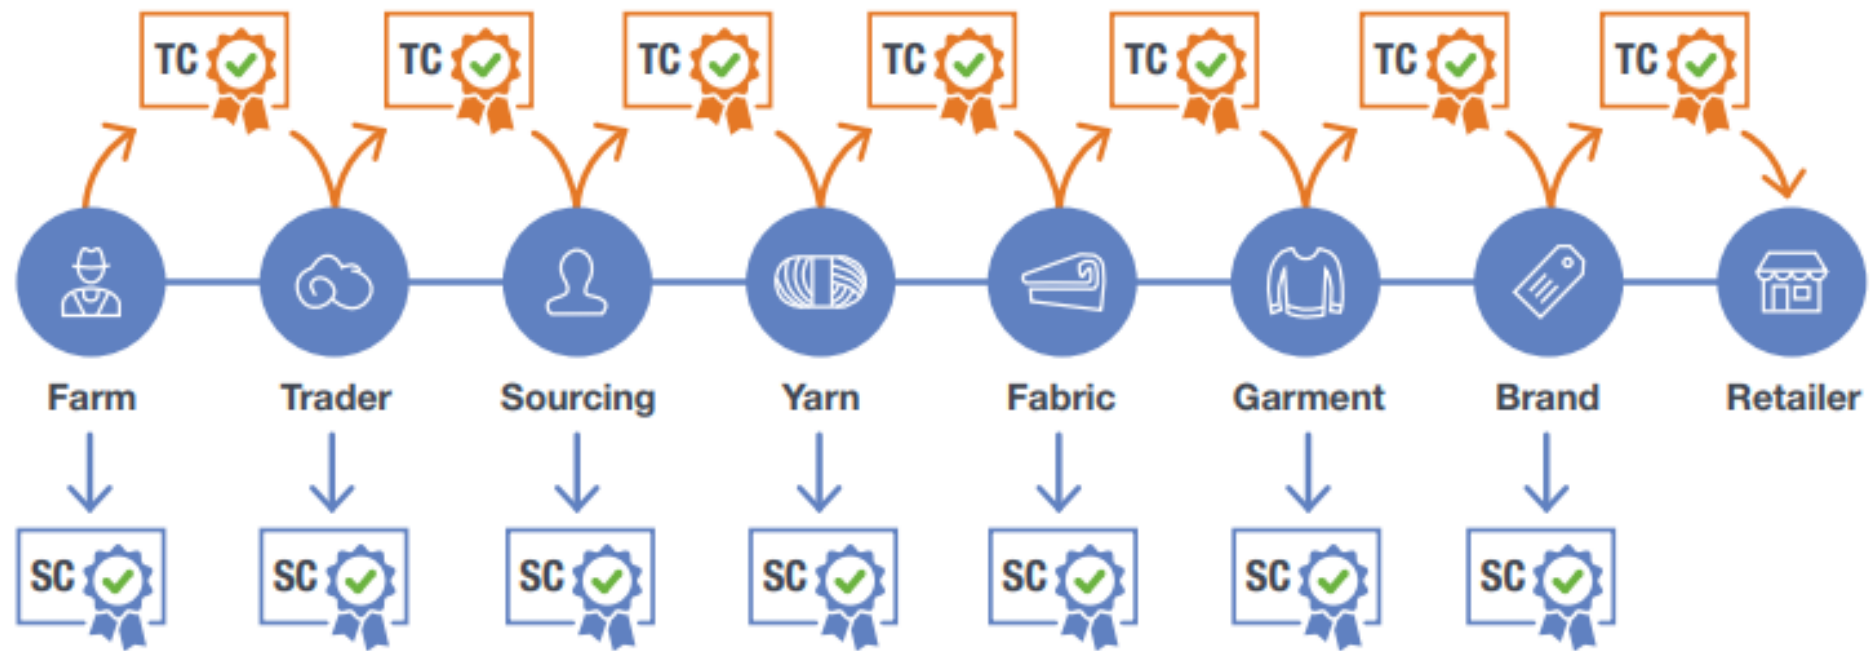 TC TC TC TC TC TC TC
Farm Trader Sourcing Yarn Fabric Garment Brand Retailer
SC SC SC SC SC SC SC